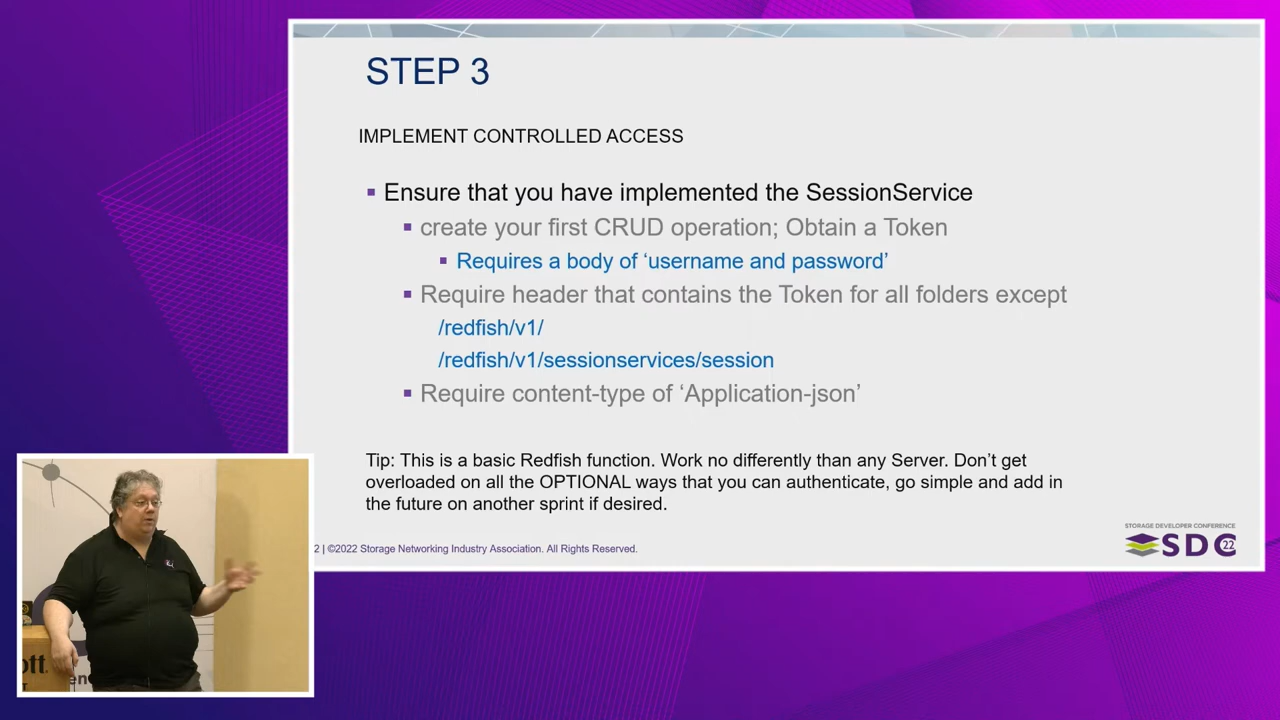 STEP 3
IMPLEMENT CONTROLLED ACCESS
Ensure that you have implemented the SessionService
create your first CRUD operation; Obtain a Token
Requires a body of ‘username and password’
Require header that contains the Token for all folders except
/redfish/v1/
/redfish/v1/sessionservices/session
Require content-type of ‘Application-json’
Tip: This is a basic Redfish function. Work no differently than any Server. Don’t get
overloaded on all the OPTIONAL ways that you can authenticate, go simple and add in
the future on another sprint if desired.
2 | ©2022 Storage Networking Industry Association. All Rights Reserved.
STORAGE DEVELOPER CONFERENCE
SDC 22
ott
en